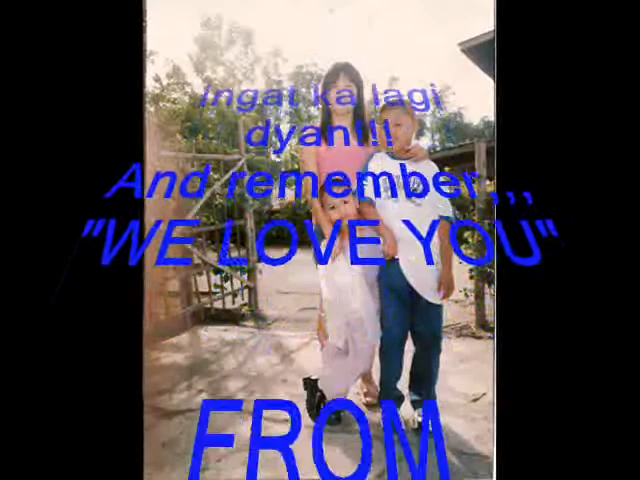 Ingat ka lagi
dyan!!!
And remember,,,
"WE LOVE YOU"
FROM